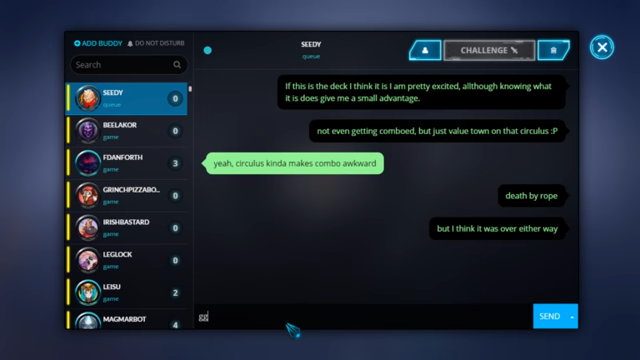 ADD BUDDY
DO NOT DISTURB
Search
SEEDY
queue
0
BEELAKOR
game
0
FDANFORTH
game
3
GRINCHPIZZABO...
game
0
IRISHBASTARD
game
0
LEGLOCK
game
0
LEISU
game
2
MAGMARBOT
4
SEEDY
queue
CHALLENGE
If this is the deck I think it is I am pretty excited, allthough knowing what
it is does give me a small advantage.
not even getting comboed, but just value town on that circulus :P
yeah, circulus kinda makes combo awkward
death by rope
but I think it was over either way
gg
SEND